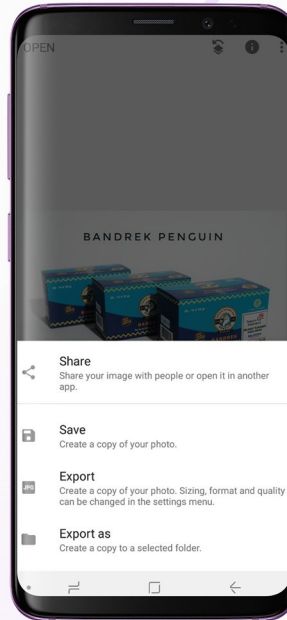 OPEN
BANDREK PENGUIN
Share
Share your image with people or open it in another
app.
Save
Create a copy of your photo.
JPG
Export
Create a copy of your photo. Sizing, format and quality
can be changed in the settings menu.
Export as
Create a copy to a selected folder.